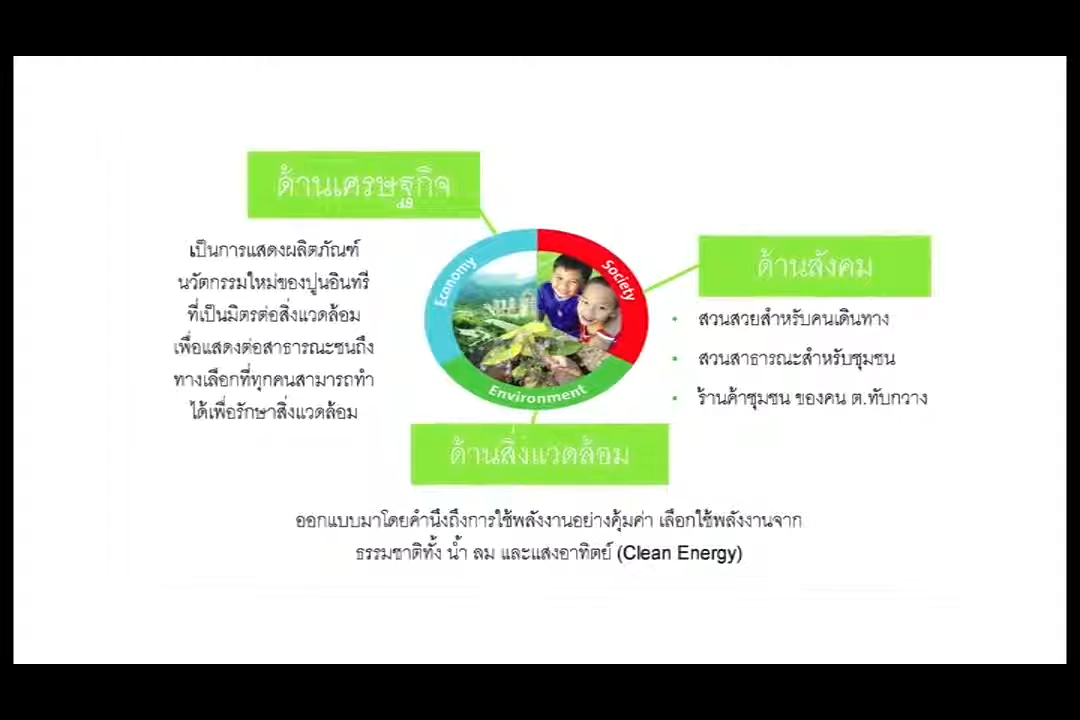 ด้านเศรษฐกิจ
เป็นการแสดงผลิตภัณฑ์
นวัตกรรมใหม่ของปูนอินทรี
ที่เป็นมิตรต่อสิ่งแวดล้อม
เพื่อแสดงต่อสาธารณะชนถึง
ทางเลือกที่ทุกคนสามารถทำ
ได้เพื่อรักษาสิ่งแวดล้อม
Economy
Society
Environment
ด้านสังคม
• สวนสวยสำหรับคนเดินทาง
• สวนสาธารณะสำหรับชุมชน
• ร้านค้าชุมชน ของคน ต.ทับกวาง
ด้านสิ่งแวดล้อม
ออกแบบมาโดยคำนึงถึงการใช้พลังงานอย่างคุ้มค่า เลือกใช้พลังงานจาก
ธรรมชาติทั้ง น้ำ ลม และแสงอาทิตย์ (Clean Energy)